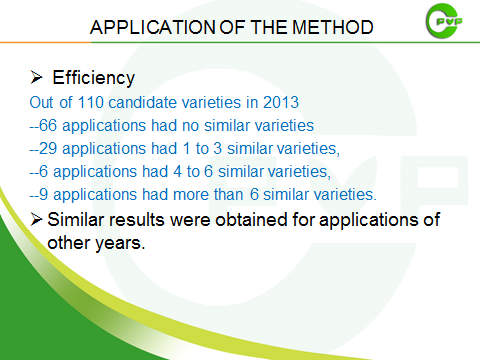 APPLICATION OF THE METHOD
PVP
➢ Efficiency
Out of 110 candidate varieties in 2013
--66 applications had no similar varieties
--29 applications had 1 to 3 similar varieties,
--6 applications had 4 to 6 similar varieties,
--9 applications had more than 6 similar varieties.
➢ Similar results were obtained for applications of
other years.